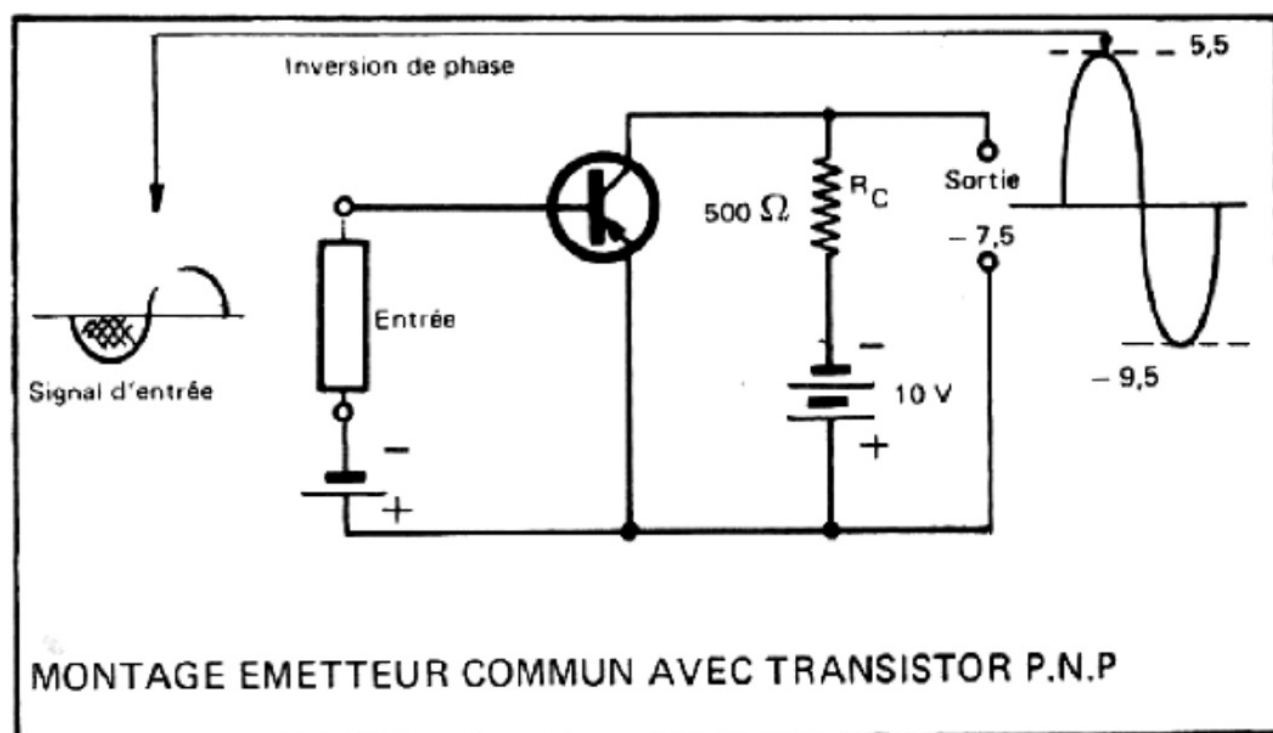 Inversion de phase
5,5
500 Ω
R_C
Sortie
- 7,5
Entrée
Signal d'entrée
-
10 V
+
- 9,5
-
+
MONTAGE EMETTEUR COMMUN AVEC TRANSISTOR P.N.P